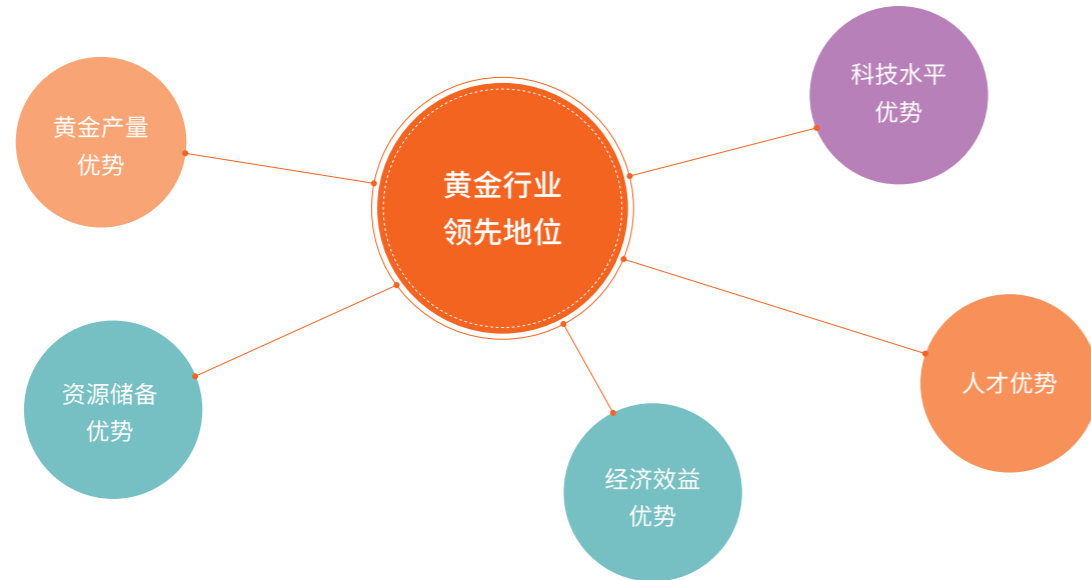 黄金产量
优势
黄金行业
领先地位
科技水平
优势
资源储备
优势
经济效益
优势
人才优势